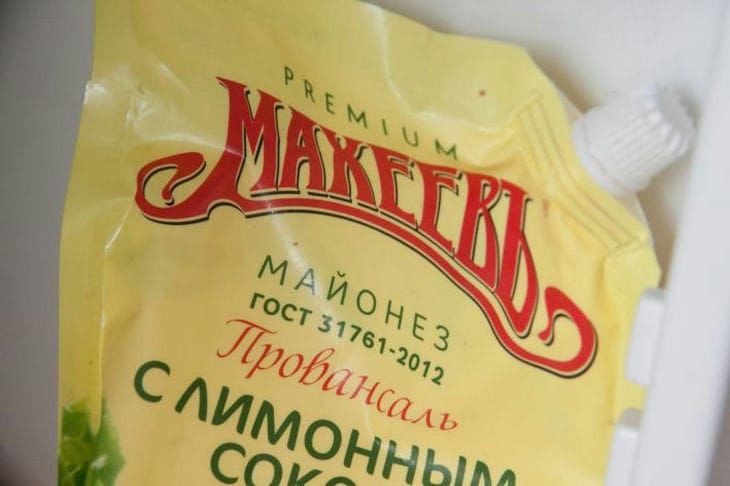 PREMIUM
МАХЕЕВЪ
МАЙОНЕЗ
ГОСТ 31761-2012
Провансаль
С ЛИМОННЫМ